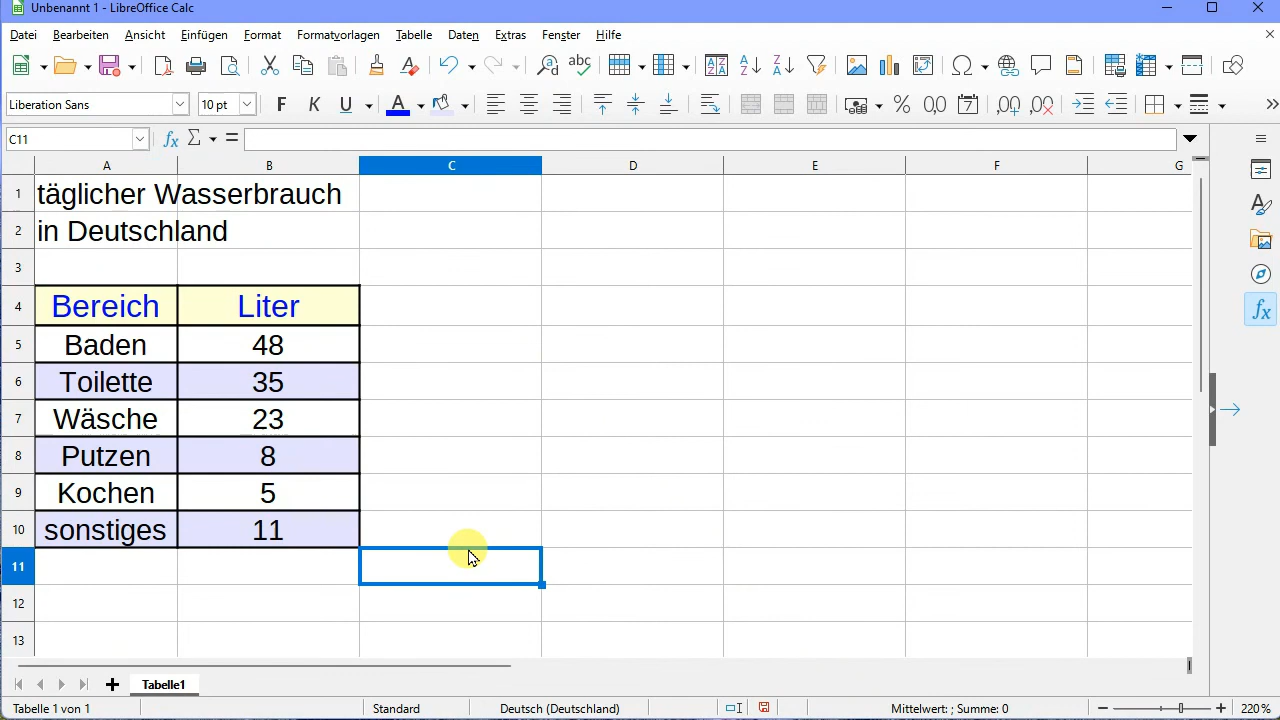 Unbenannt 1 - LibreOffice Calc
Datei Bearbeiten Ansicht Einfügen Format Formatvorlagen Tabelle Daten Extras Fenster Hilfe
Liberation Sans 10 pt F K U A
C11 fx Σ =
A B C D E F G
1 täglicher Wasserbrauch
2 in Deutschland
3
4 Bereich Liter
5 Baden 48
6 Toilette 35
7 Wäsche 23
8 Putzen 8
9 Kochen 5
10 sonstiges 11
11
12
13
Tabelle1
Tabelle 1 von 1 Standard Deutsch (Deutschland) Mittelwert: ; Summe: 0 220%